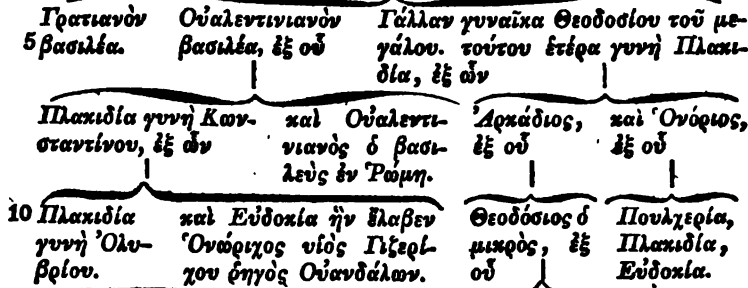 Γρατιανὸν Οὐαλεντινιανὸν Γάλλαν γυναῖκα Θεοδοσίου τοῦ με-
5 βασιλέα. βασιλέα, ἐξ οὗ γάλου. τούτου ἑτέρα γυνὴ Πλακι-
δία, ἐξ ὧν
Πλακιδία γυνὴ Κων- καὶ Οὐαλεντι- Ἀρκάδιος, καὶ Ὀνόριος,
σταντίνου, ἐξ ὧν νιανὸς ὁ βασι- ἐξ οὗ ἐξ οὗ
λεὺς ἐν Ῥώμῃ.
10 Πλακιδία καὶ Εὐδοκία ἣν ἔλαβεν Θεοδόσιος ὁ Πουλχερία,
γυνὴ Ὀλυ- Ὀνώριχος υἱὸς Γιζερί- μικρὸς, ἐξ Πλακιδία,
βρίου. χου ῥηγὸς Οὐανδάλων. οὗ Εὐδοκία.